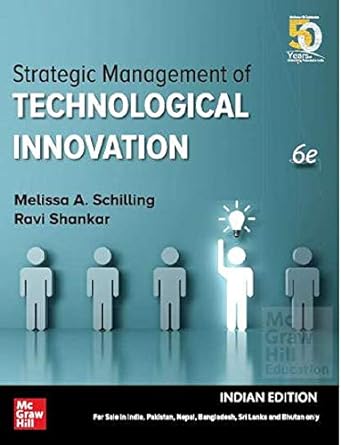 50
Years
Strategic Management of
TECHNOLOGICAL
INNOVATION
6e
Melissa A. Schilling
Ravi Shankar
Mc
Graw
Hill
Education
Mc
Graw
Hill
INDIAN EDITION
For Sale in India, Pakistan, Nepal, Bangladesh, Sri Lanka and Bhutan only